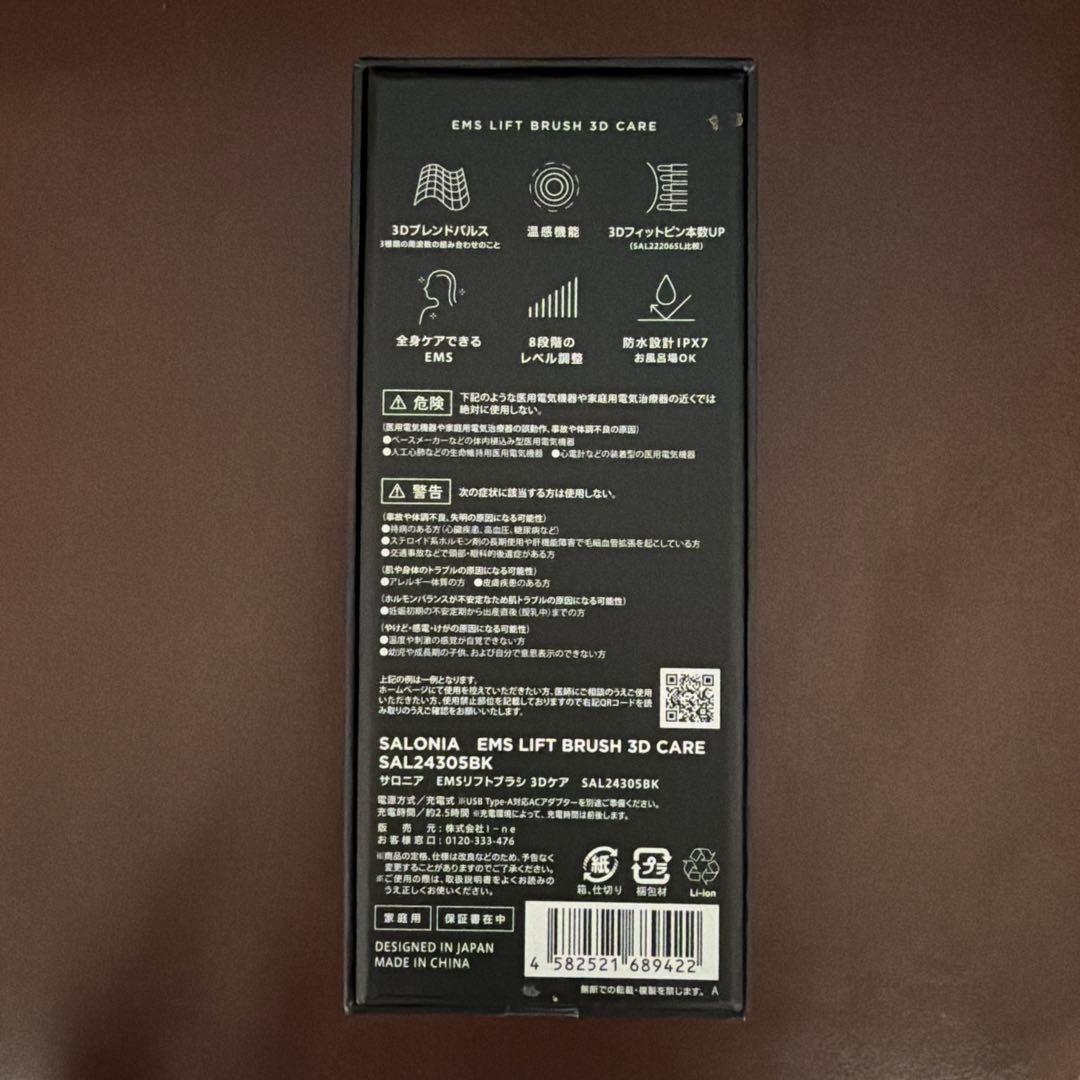 EMS LIFT BRUSH 3D CARE
3Dブレンドパルス
3種類の周波数の組み合わせのこと
温感機能
3Dフィットピン本数UP
(SAL22206SL比較)
全身ケアできる
EMS
8段階の
レベル調整
防水設計IPX7
お風呂場OK
⚠ 危険
下記のような医用電気機器や家庭用電気治療器の近くでは
絶対に使用しない。
(医用電気機器や家庭用電気治療器の誤動作、事故や体調不良の原因)
●ペースメーカーなどの体内植込み型医用電気機器
●人工心肺などの生命維持用医用電気機器 ●心電計などの装着型の医用電気機器
⚠ 警告
次の症状に該当する方は使用しない。
(事故や体調不良、失明の原因になる可能性)
●持病のある方(心臓疾患、高血圧、糖尿病など)
●ステロイド系ホルモン剤の長期使用や肝機能障害で毛細血管拡張を起こしている方
●交通事故などで頭部・眼科的後遺症がある方
(肌や身体のトラブルの原因になる可能性)
●アレルギー体質の方 ●皮膚疾患のある方
(ホルモンバランスが不安定なため肌トラブルの原因になる可能性)
●妊娠初期の不安定期から出産直後(授乳中)までの方
(やけど・感電・けがの原因になる可能性)
●温度や刺激の感覚が自覚できない方
●幼児や成長期の子供、および自分で意思表示のできない方
上記の例は一例となります。
ホームページにて使用を控えていただきたい方、医師にご相談のうえご使用
いただきたい方、使用禁止部位を記載しておりますので右記QRコードを読
み取りのうえご確認をお願いいたします。
SALONIA EMS LIFT BRUSH 3D CARE
SAL24305BK
サロニア EMSリフトブラシ 3Dケア SAL24305BK
電源方式/充電式 ※USB Type-A対応ACアダプターを別途ご準備ください。
充電時間/約2.5時間 ※充電環境によって、充電時間は前後します。
販売元:株式会社I-ne
お客様窓口:0120-333-476
※商品の定格、仕様は改良などのため、予告なく
変更することがありますのでご了承ください。
※ご使用の際は、取扱説明書をよくお読みの
うえ正しくお使いください。
紙
箱、仕切り
プラ
梱包材
Li-ion
家庭用
保証書在中
DESIGNED IN JAPAN
MADE IN CHINA
4 582521 689422
無断での転載・複製を禁じます。 A